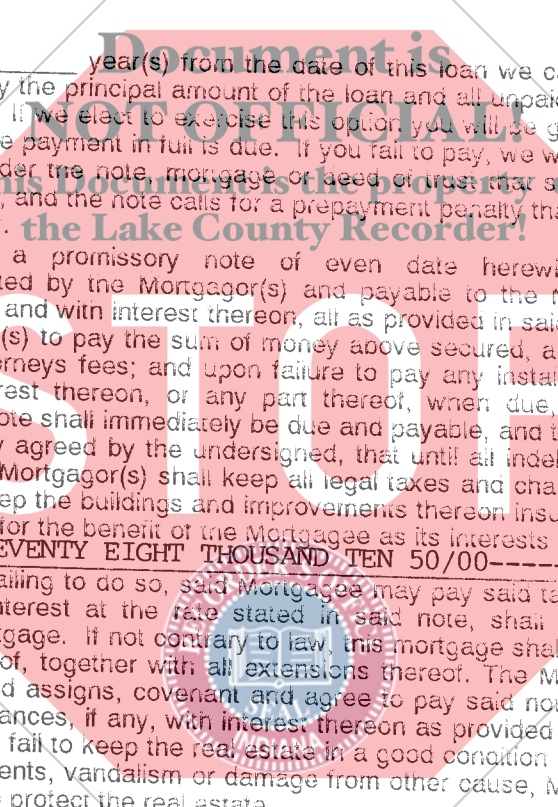 Document is
year(s) from the date of this loan we c
y the principal amount of the loan and all unpai
NOT OFFICIAL!
If we elect to exercise this option you will be g
e payment in full is due. If you fail to pay, we w
der the note, mortgage or deed of trust that s
his Document is the property
, and the note calls for a prepayment penalty tha
the Lake County Recorder!
a promissory note of even date herewi
ted by the Mortgagor(s) and payable to the
and with interest thereon, all as provided in said
(s) to pay the sum of money above secured, a
orneys fees; and upon failure to pay any instal
rest thereon, or any part thereof, when due,
ote shall immediately be due and payable, and t
y agreed by the undersigned, that until all inde
Mortgagor(s) shall keep all legal taxes and cha
ep the buildings and improvements thereon insu
for the benefit of the Mortgagee as its interests
STOP
EVENTY EIGHT THOUSAND TEN 50/00-----
ailing to do so, said Mortgagee may pay said ta
nterest at the rate stated in said note, shall
tgage. If not contrary to law, this mortgage shal
of, together with all extensions thereof. The M
d assigns, covenant and agree to pay said no
ances, if any, with interest thereon as provided
SEAL
INDIANA
fail to keep the real estate in a good condition
ents, vandalism or damage from other cause, M
protect the real estate.